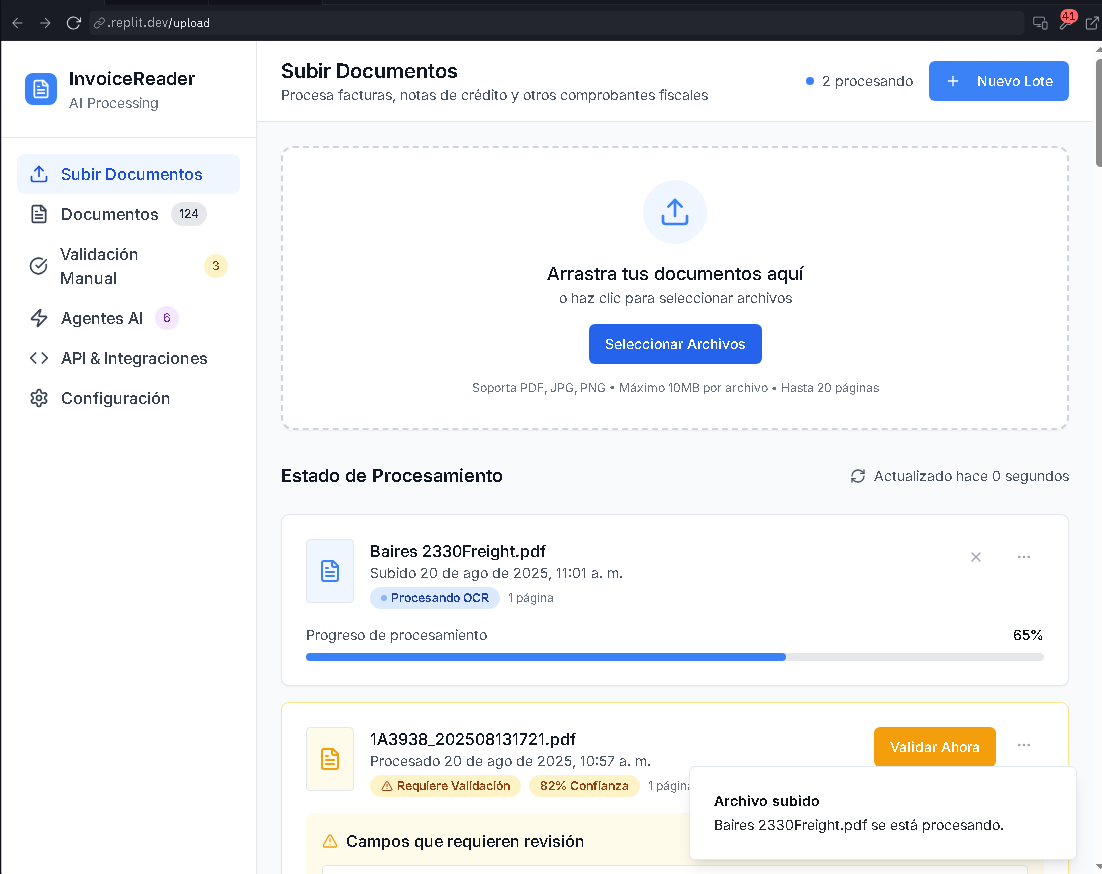 .replit.dev/upload
41
InvoiceReader
AI Processing
Subir Documentos
Documentos 124
Validación
Manual
3
Agentes AI 6
API & Integraciones
Configuración
Subir Documentos
Procesa facturas, notas de crédito y otros comprobantes fiscales
2 procesando
+ Nuevo Lote
Arrastra tus documentos aquí
o haz clic para seleccionar archivos
Seleccionar Archivos
Soporta PDF, JPG, PNG • Máximo 10MB por archivo • Hasta 20 páginas
Estado de Procesamiento
Actualizado hace 0 segundos
Baires 2330Freight.pdf
Subido 20 de ago de 2025, 11:01 a. m.
Procesando OCR 1 página
Progreso de procesamiento 65%
1A3938_202508131721.pdf
Procesado 20 de ago de 2025, 10:57 a. m.
Requiere Validación 82% Confianza 1 página
Validar Ahora
Campos que requieren revisión
Archivo subido
Baires 2330Freight.pdf se está procesando.